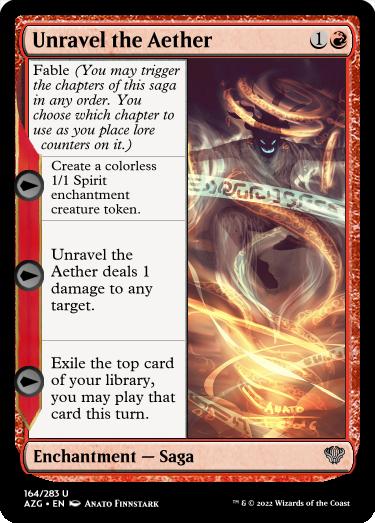 Unravel the Aether 1
Fable (You may trigger
the chapters of this saga
in any order. You
choose which chapter to
use as you place lore
counters on it.)
Create a colorless
1/1 Spirit
enchantment
creature token.
Unravel the
Aether deals 1
damage to any
target.
Exile the top card
of your library,
you may play that
card this turn.
ANATO
Enchantment — Saga
164/283 U
AZG • EN ANATO FINNSTARK
™ & © 2022 Wizards of the Coast